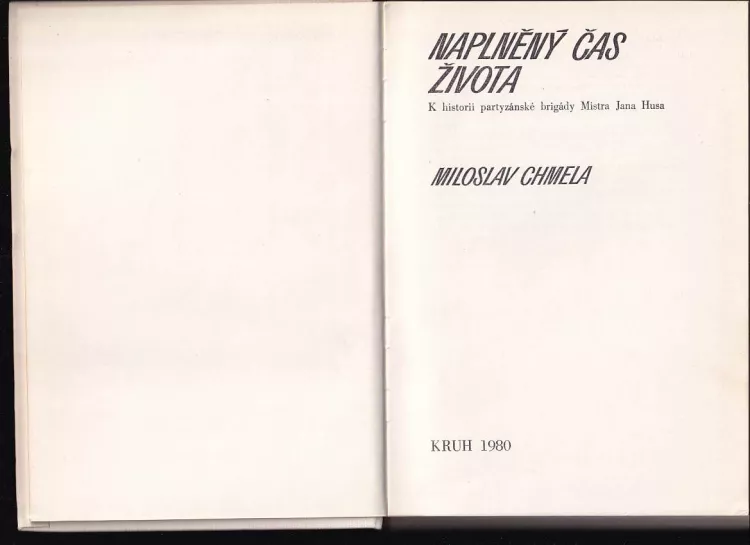 NAPLNĚNÝ ČAS
ŽIVOTA
K historii partyzánské brigády Mistra Jana Husa
MILOSLAV CHMELA
KRUH 1980